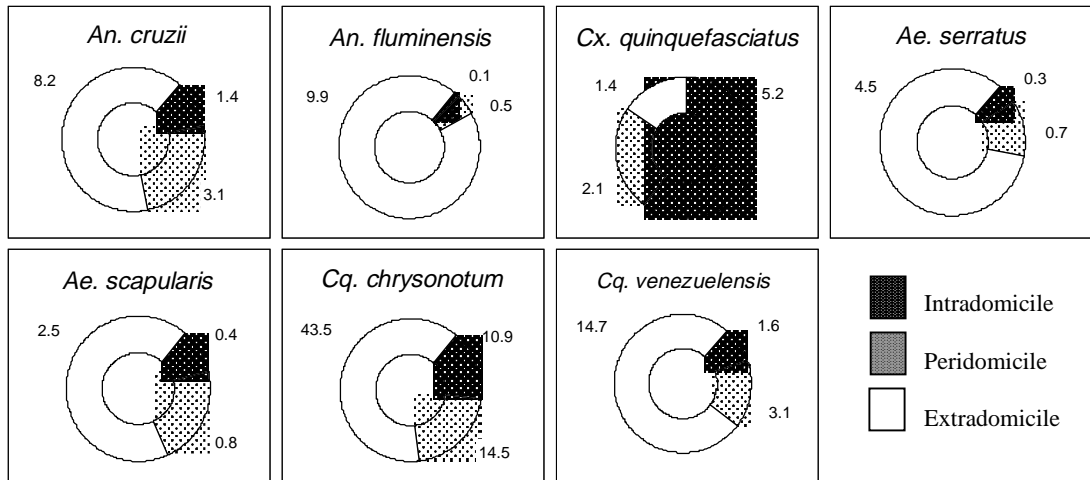 An. cruzii
8.2
1.4
3.1
An. fluminensis
9.9
0.1
0.5
Cx. quinquefasciatus
1.4
5.2
2.1
Ae. serratus
4.5
0.3
0.7
Ae. scapularis
2.5
0.4
0.8
Cq. chrysonotum
43.5
10.9
14.5
Cq. venezuelensis
14.7
1.6
3.1
Intradomicile
Peridomicile
Extradomicile